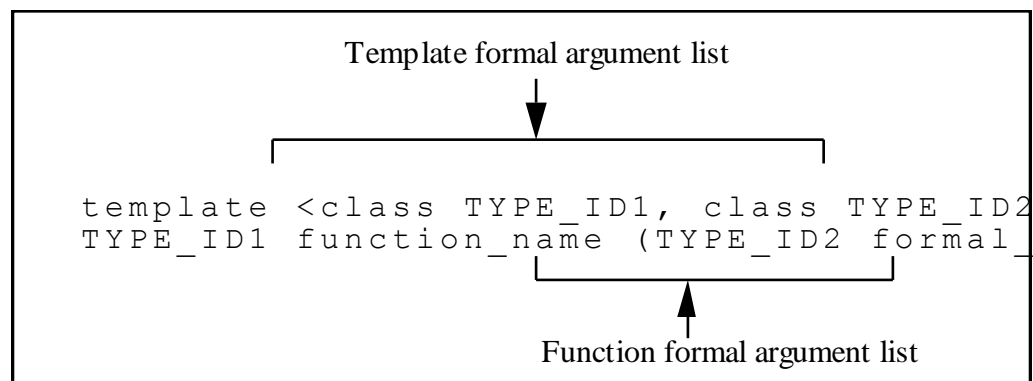 Template formal argument list
template <class TYPE_ID1, class TYPE_ID2
TYPE_ID1 function_name (TYPE_ID2 formal_
Function formal argument list